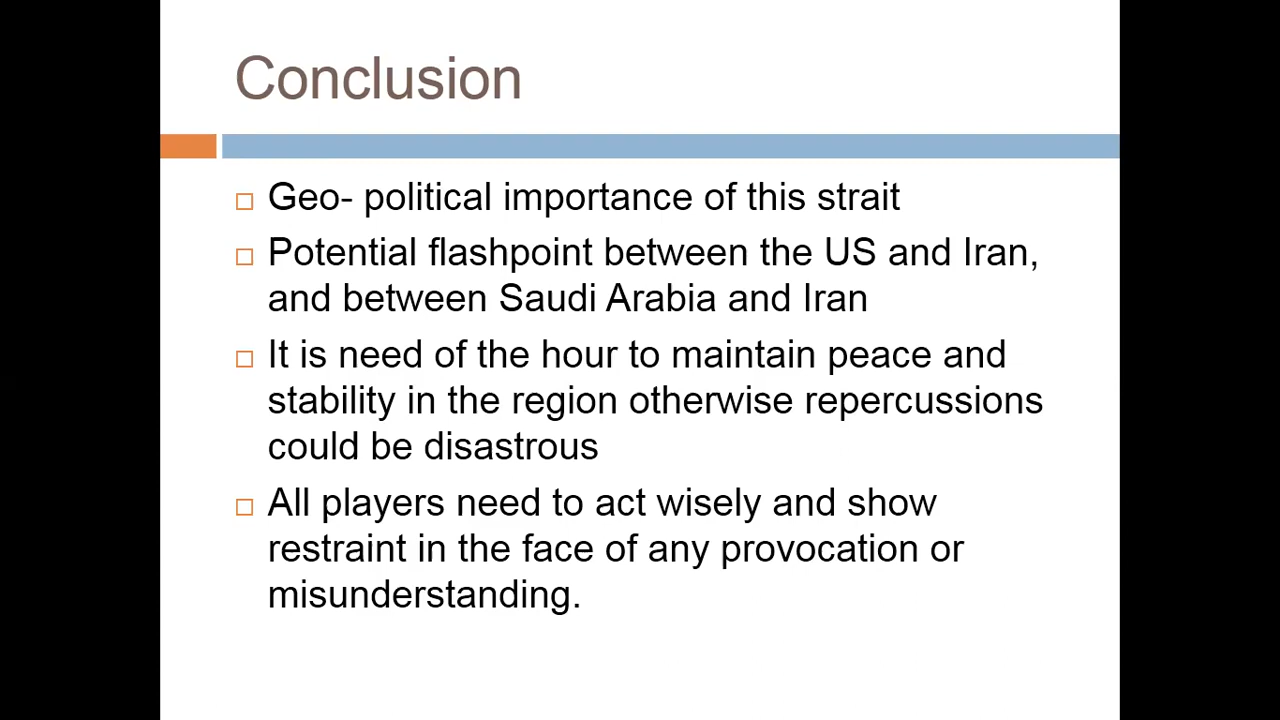 Conclusion
Geo- political importance of this strait
Potential flashpoint between the US and Iran,
and between Saudi Arabia and Iran
It is need of the hour to maintain peace and
stability in the region otherwise repercussions
could be disastrous
All players need to act wisely and show
restraint in the face of any provocation or
misunderstanding.